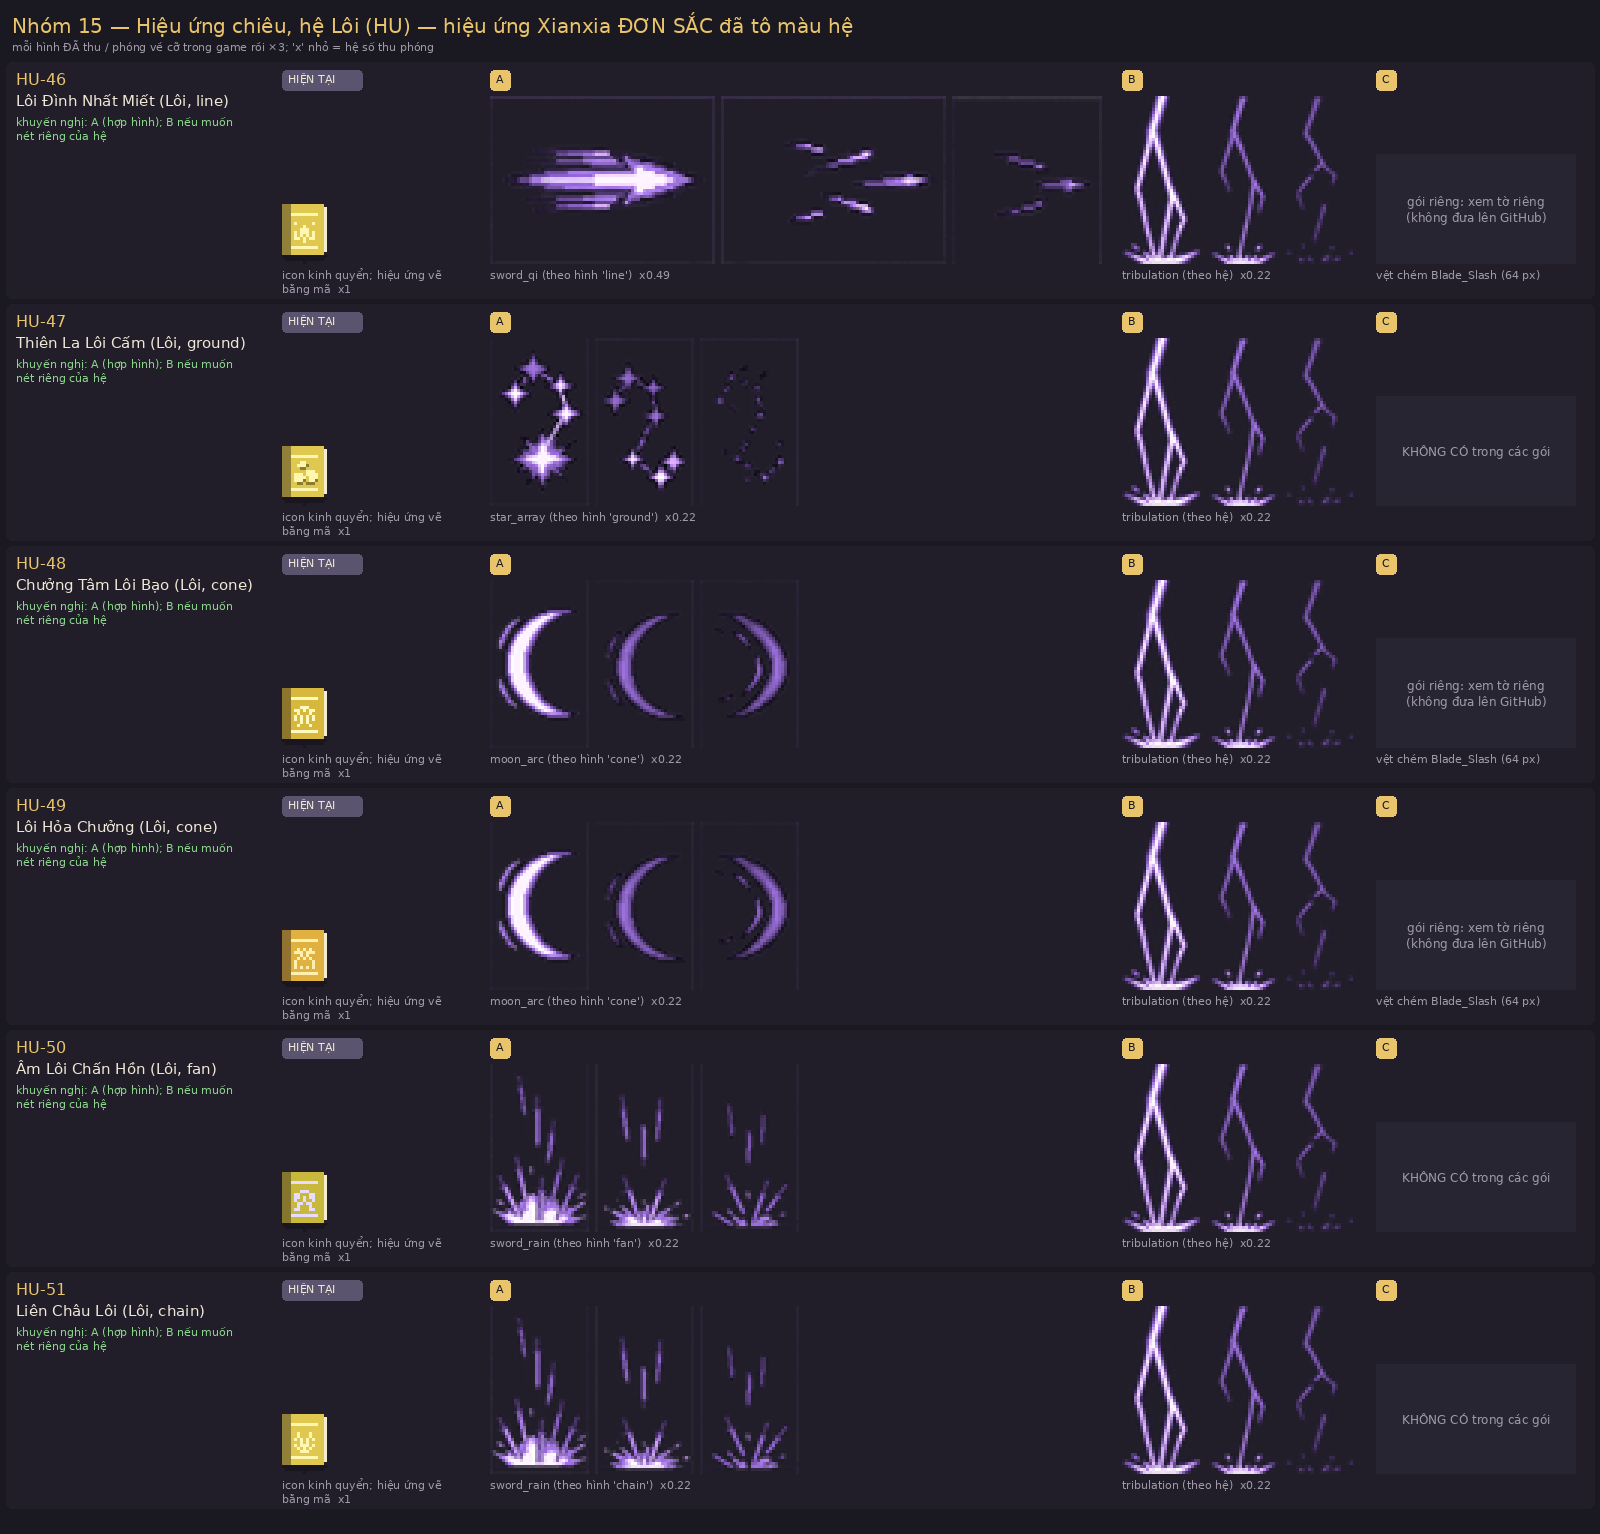 Nhóm 15 — Hiệu ứng chiêu, hệ Lôi (HU) — hiệu ứng Xianxia ĐƠN SẮC đã tô màu hệ
mỗi hình ĐÃ thu / phóng về cỡ trong game rồi ×3; 'x' nhỏ = hệ số thu phóng
HU-46
Lôi Đình Nhất Miết (Lôi, line)
khuyến nghị: A (hợp hình); B nếu muốn
nét riêng của hệ
HIỆN TẠI
icon kinh quyển; hiệu ứng vẽ
bằng mã x1
A
sword_qi (theo hình 'line') x0.49
B
tribulation (theo hệ) x0.22
C
gói riêng: xem tờ riêng
(không đưa lên GitHub)
vệt chém Blade_Slash (64 px)
HU-47
Thiên La Lôi Cấm (Lôi, ground)
khuyến nghị: A (hợp hình); B nếu muốn
nét riêng của hệ
HIỆN TẠI
icon kinh quyển; hiệu ứng vẽ
bằng mã x1
A
star_array (theo hình 'ground') x0.22
B
tribulation (theo hệ) x0.22
C
KHÔNG CÓ trong các gói
HU-48
Chưởng Tâm Lôi Bạo (Lôi, cone)
khuyến nghị: A (hợp hình); B nếu muốn
nét riêng của hệ
HIỆN TẠI
icon kinh quyển; hiệu ứng vẽ
bằng mã x1
A
moon_arc (theo hình 'cone') x0.22
B
tribulation (theo hệ) x0.22
C
gói riêng: xem tờ riêng
(không đưa lên GitHub)
vệt chém Blade_Slash (64 px)
HU-49
Lôi Hỏa Chưởng (Lôi, cone)
khuyến nghị: A (hợp hình); B nếu muốn
nét riêng của hệ
HIỆN TẠI
icon kinh quyển; hiệu ứng vẽ
bằng mã x1
A
moon_arc (theo hình 'cone') x0.22
B
tribulation (theo hệ) x0.22
C
gói riêng: xem tờ riêng
(không đưa lên GitHub)
vệt chém Blade_Slash (64 px)
HU-50
Âm Lôi Chấn Hồn (Lôi, fan)
khuyến nghị: A (hợp hình); B nếu muốn
nét riêng của hệ
HIỆN TẠI
icon kinh quyển; hiệu ứng vẽ
bằng mã x1
A
sword_rain (theo hình 'fan') x0.22
B
tribulation (theo hệ) x0.22
C
KHÔNG CÓ trong các gói
HU-51
Liên Châu Lôi (Lôi, chain)
khuyến nghị: A (hợp hình); B nếu muốn
nét riêng của hệ
HIỆN TẠI
icon kinh quyển; hiệu ứng vẽ
bằng mã x1
A
sword_rain (theo hình 'chain') x0.22
B
tribulation (theo hệ) x0.22
C
KHÔNG CÓ trong các gói